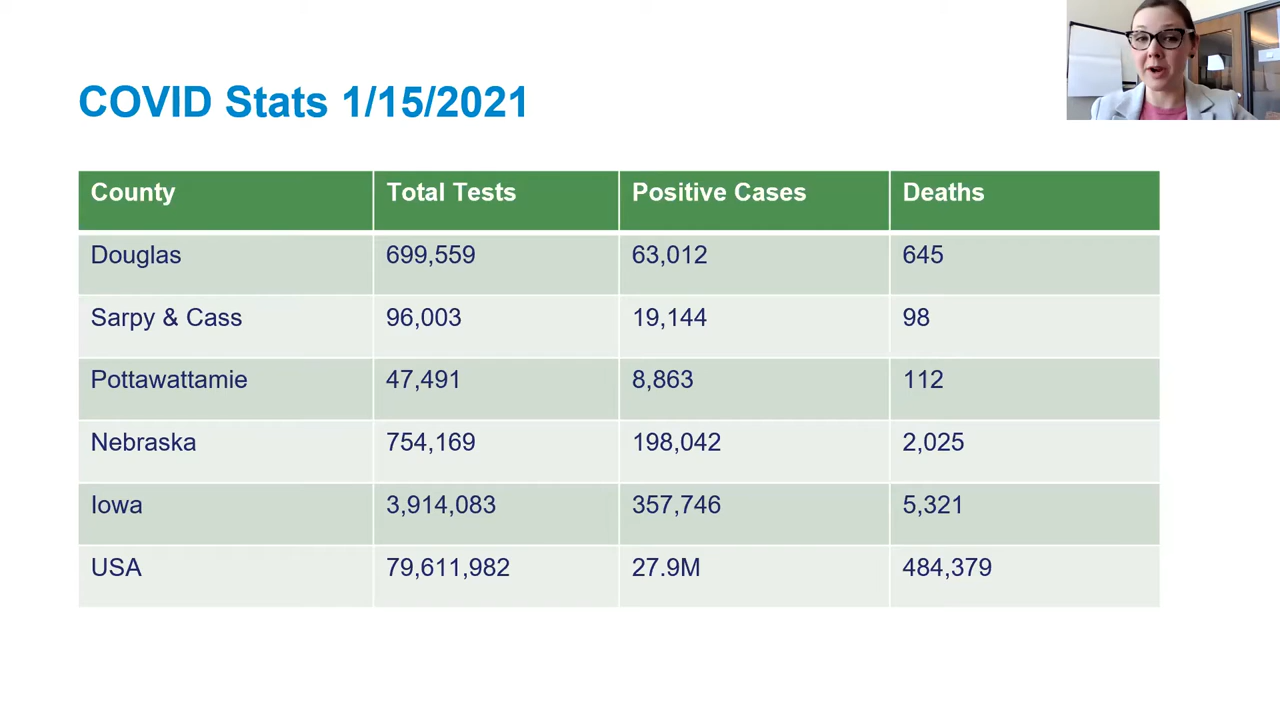 COVID Stats 1/15/2021
County Total Tests Positive Cases Deaths
Douglas 699,559 63,012 645
Sarpy & Cass 96,003 19,144 98
Pottawattamie 47,491 8,863 112
Nebraska 754,169 198,042 2,025
Iowa 3,914,083 357,746 5,321
USA 79,611,982 27.9M 484,379